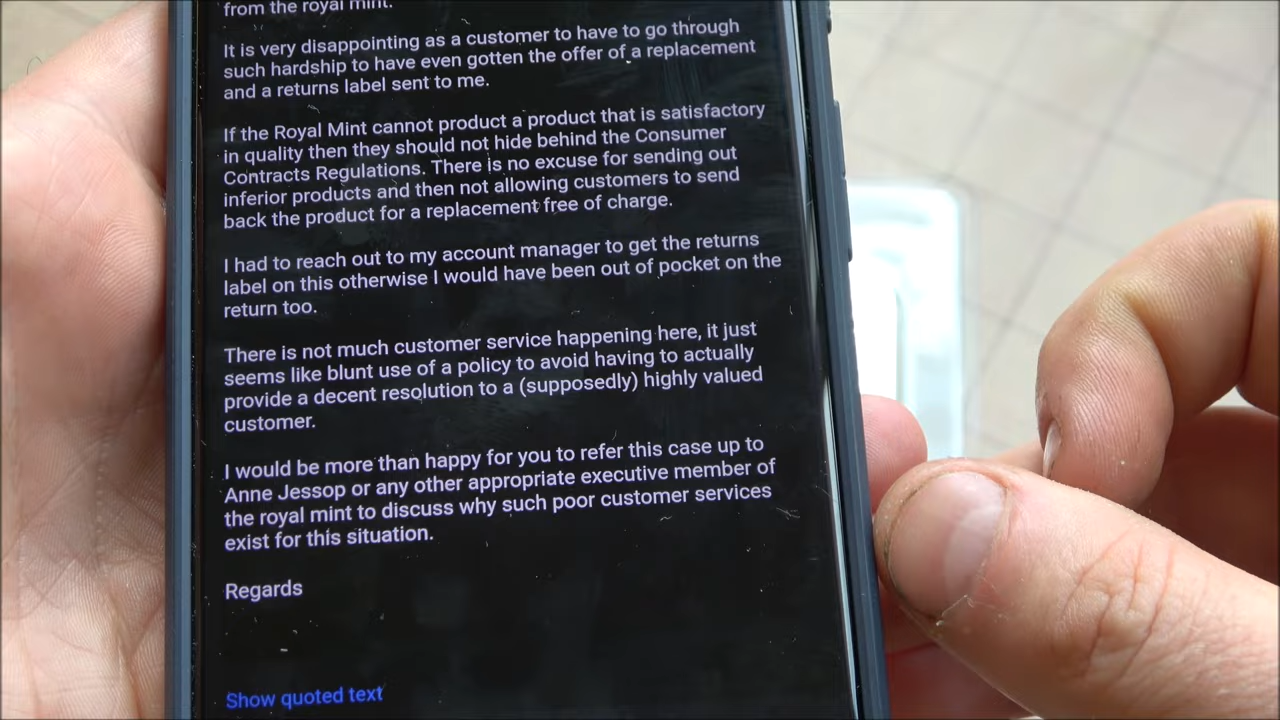 from the royal mint.
It is very disappointing as a customer to have to go through
such hardship to have even gotten the offer of a replacement
and a returns label sent to me.
If the Royal Mint cannot product a product that is satisfactory
in quality then they should not hide behind the Consumer
Contracts Regulations. There is no excuse for sending out
inferior products and then not allowing customers to send
back the product for a replacement free of charge.
I had to reach out to my account manager to get the returns
label on this otherwise I would have been out of pocket on the
return too.
There is not much customer service happening here, it just
seems like blunt use of a policy to avoid having to actually
provide a decent resolution to a (supposedly) highly valued
customer.
I would be more than happy for you to refer this case up to
Anne Jessop or any other appropriate executive member of
the royal mint to discuss why such poor customer services
exist for this situation.
Regards
Show quoted text